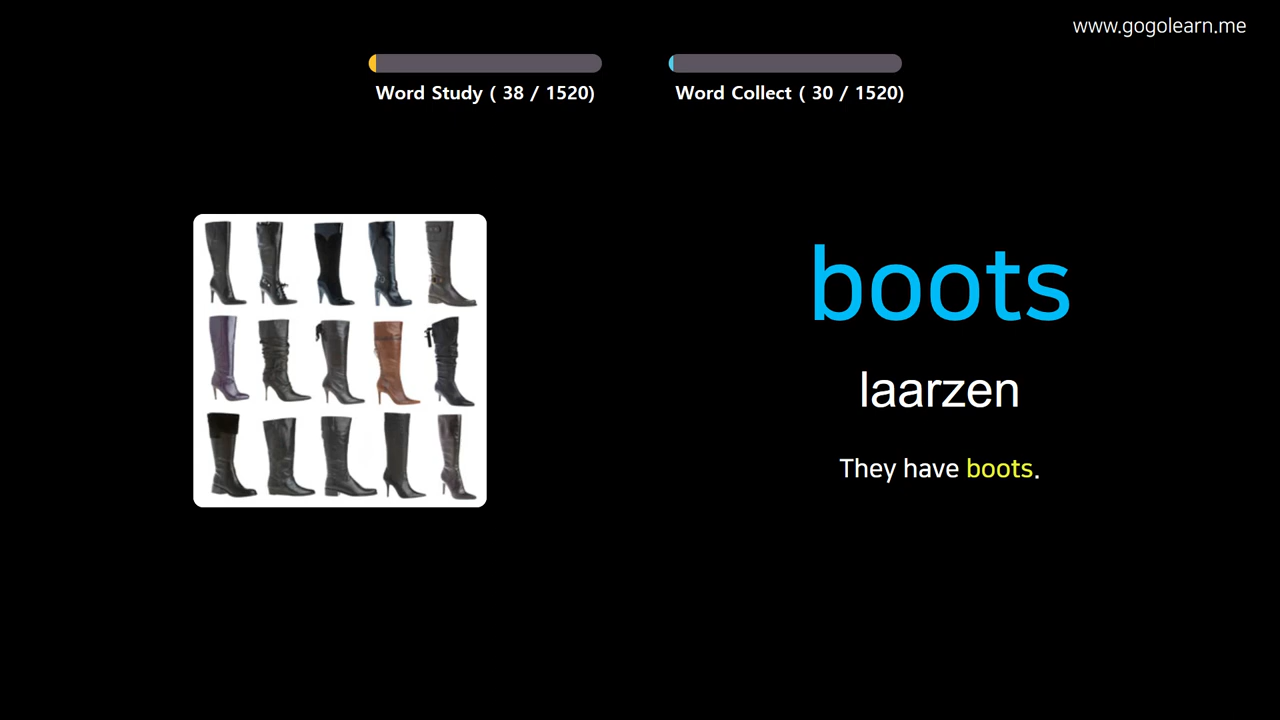 www.gogolearn.me
Word Study ( 38 / 1520)
Word Collect ( 30 / 1520)
boots
laarzen
They have boots.